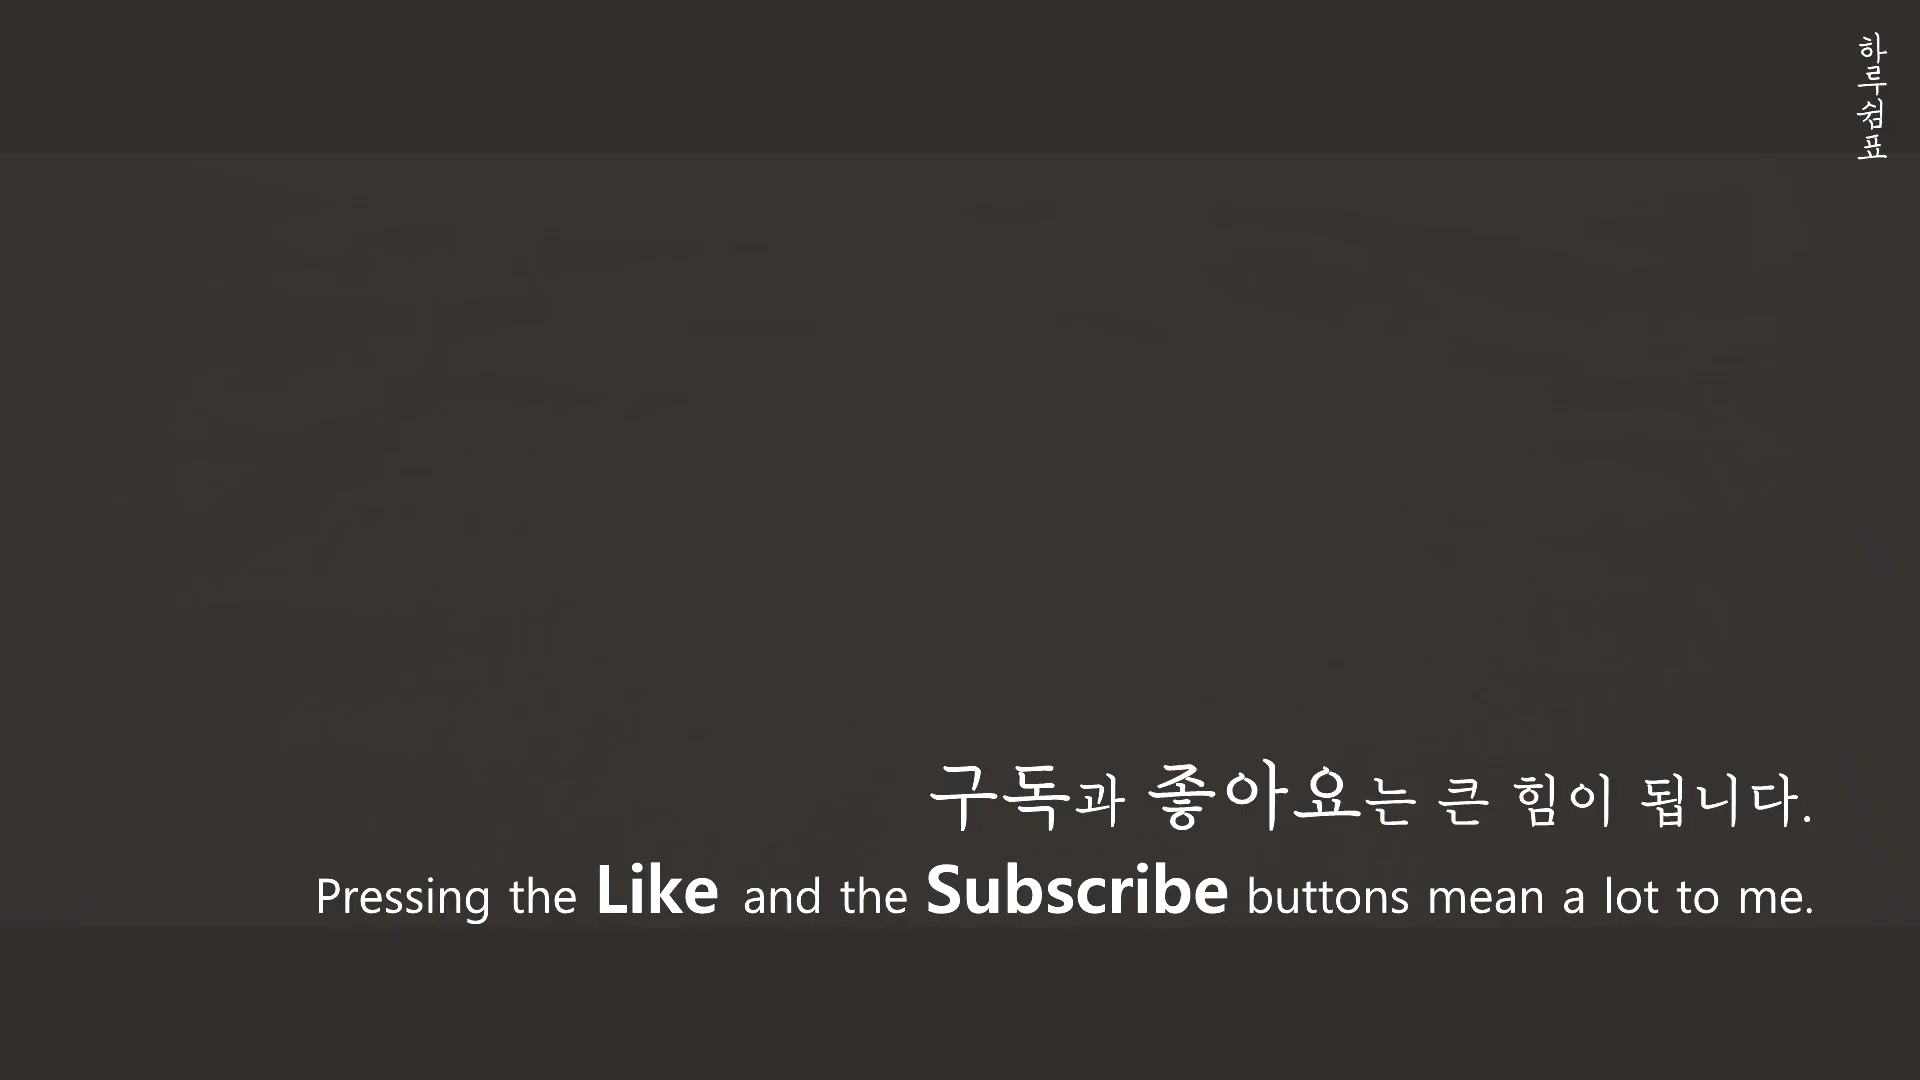 하루쉼표
구독과 좋아요는 큰 힘이 됩니다.
Pressing the Like and the Subscribe buttons mean a lot to me.